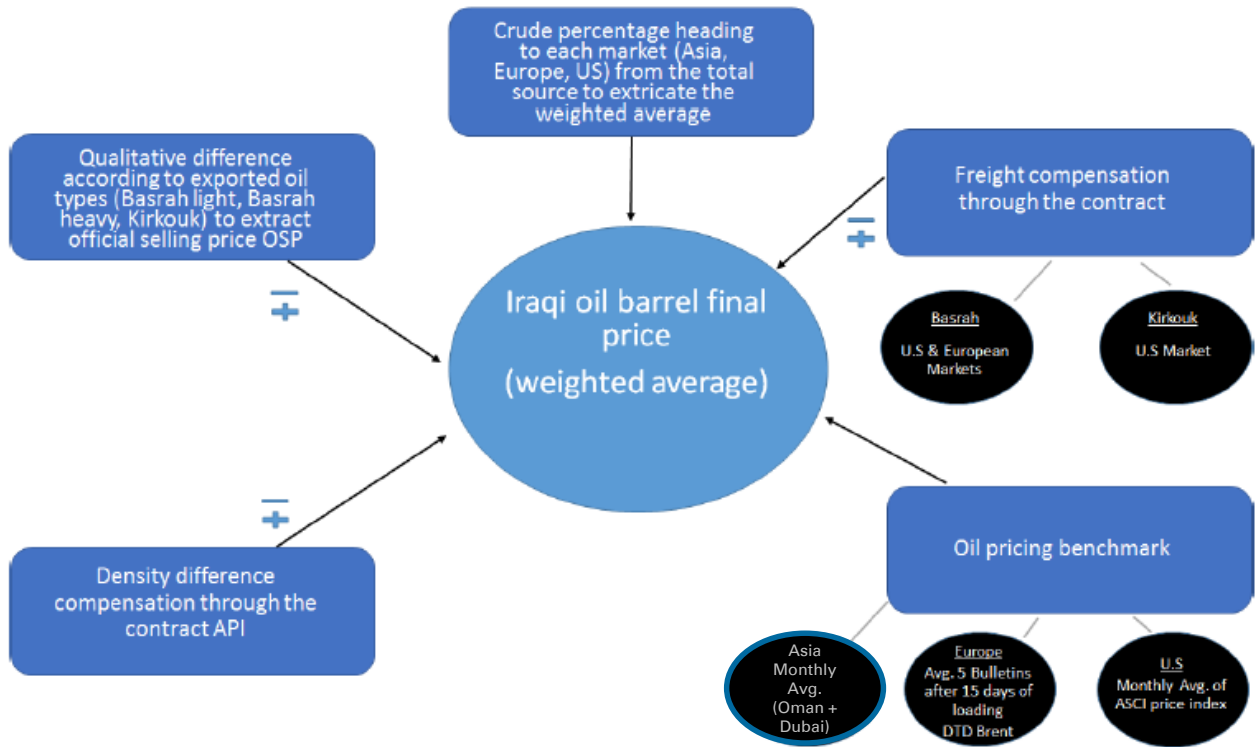 Crude percentage heading
to each market (Asia,
Europe, US) from the total
source to extricate the
weighted average
Qualitative difference
according to exported oil
types (Basrah light, Basrah
heavy, Kirkouk) to extract
official selling price OSP
Freight compensation
through the contract
∓
∓
Iraqi oil barrel final
price
(weighted average)
Basrah
U.S & European
Markets
Kirkouk
U.S Market
∓
Density difference
compensation through the
contract API
Oil pricing benchmark
Asia
Monthly
Avg.
(Oman +
Dubai)
Europe
Avg. 5 Bulletins
after 15 days of
loading
DTD Brent
U.S
Monthly Avg. of
ASCI price index